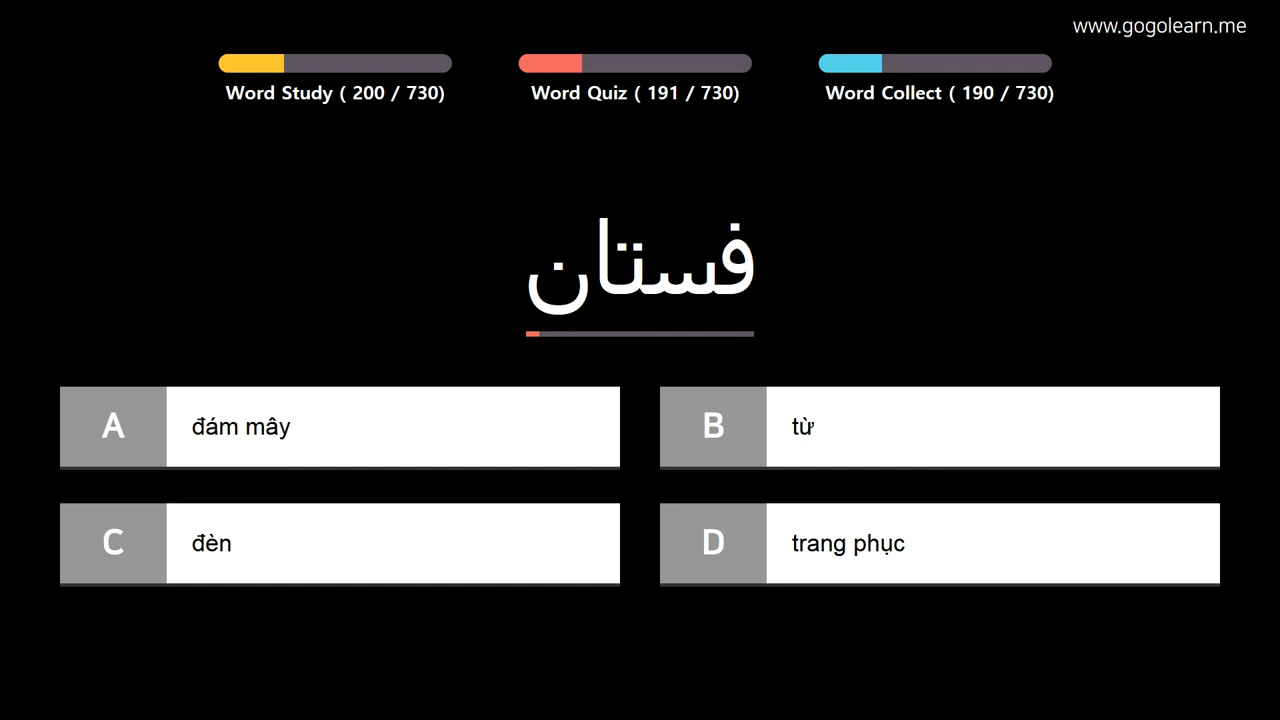 www.gogolearn.me
Word Study ( 200 / 730)
Word Quiz ( 191 / 730)
Word Collect ( 190 / 730)
فستان
A
đám mây
B
từ
C
đèn
D
trang phục